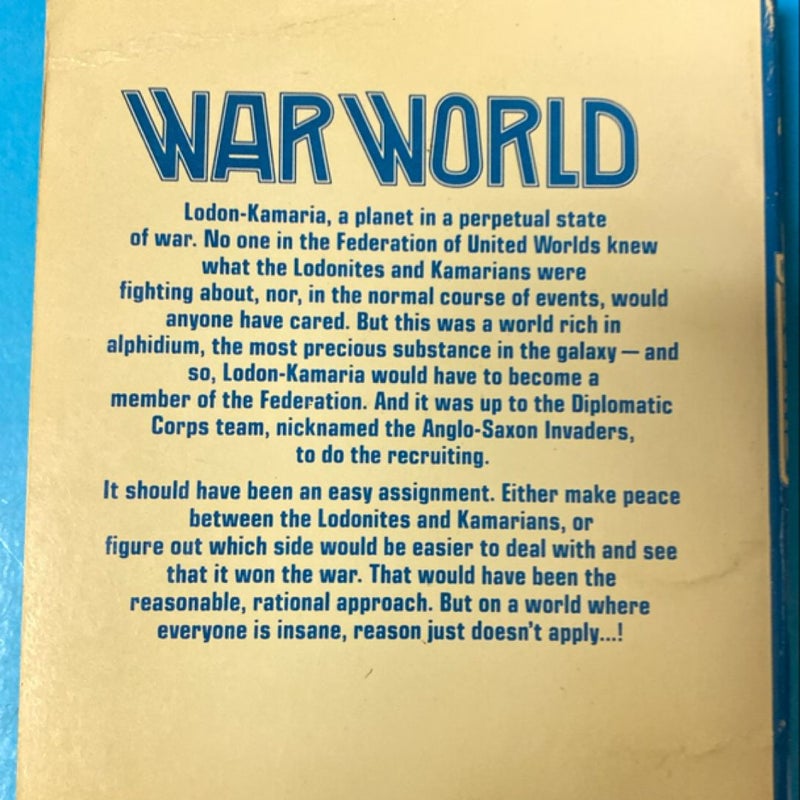 WAR WORLD
Lodon-Kamaria, a planet in a perpetual state
of war. No one in the Federation of United Worlds knew
what the Lodonites and Kamarians were
fighting about, nor, in the normal course of events, would
anyone have cared. But this was a world rich in
alphidium, the most precious substance in the galaxy — and
so, Lodon-Kamaria would have to become a
member of the Federation. And it was up to the Diplomatic
Corps team, nicknamed the Anglo-Saxon Invaders,
to do the recruiting.
It should have been an easy assignment. Either make peace
between the Lodonites and Kamarians, or
figure out which side would be easier to deal with and see
that it won the war. That would have been the
reasonable, rational approach. But on a world where
everyone is insane, reason just doesn't apply...!